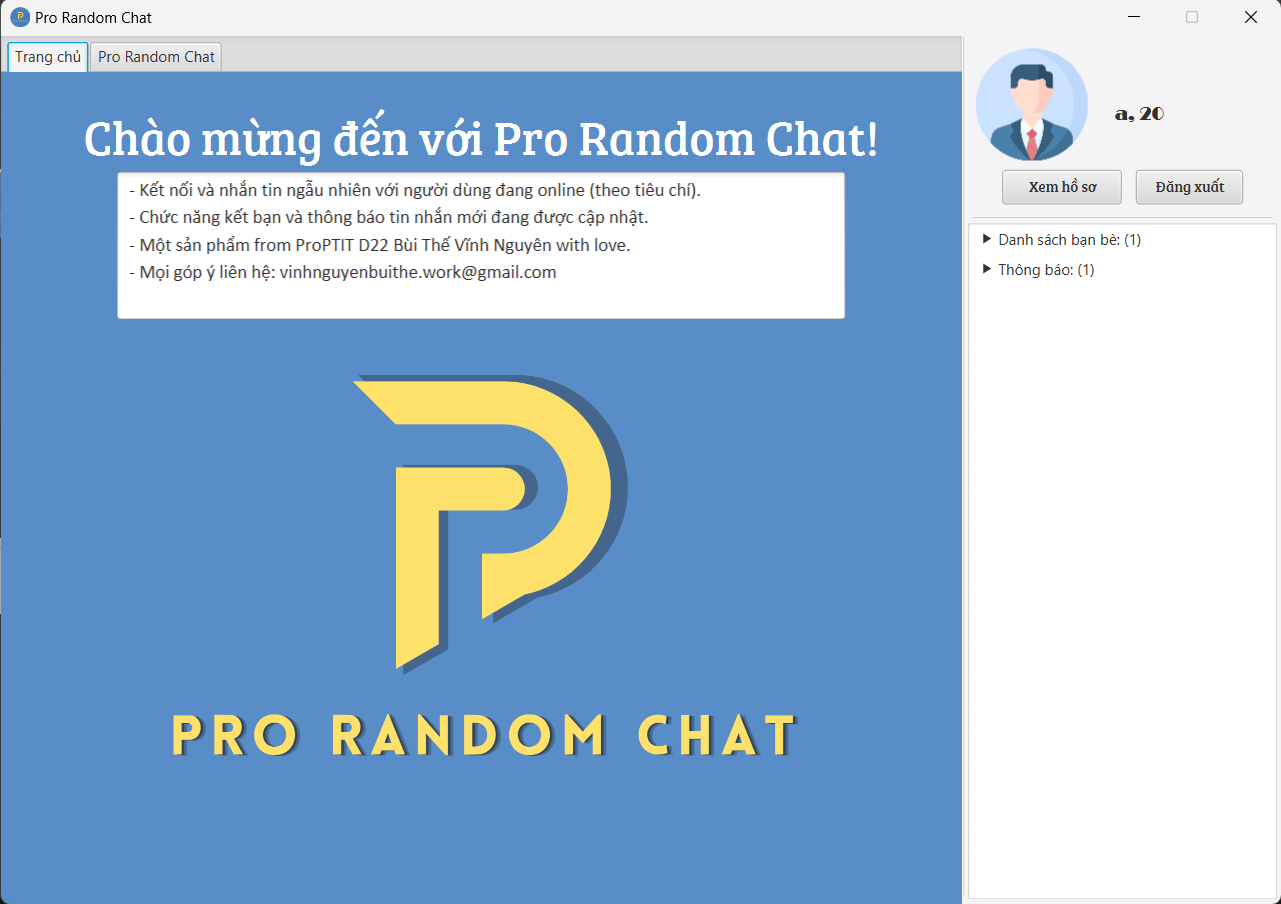 Pro Random Chat
Trang chủ
Pro Random Chat
Chào mừng đến với Pro Random Chat!
- Kết nối và nhắn tin ngẫu nhiên với người dùng đang online (theo tiêu chí).
- Chức năng kết bạn và thông báo tin nhắn mới đang được cập nhật.
- Một sản phẩm from ProPTIT D22 Bùi Thế Vĩnh Nguyên with love.
- Mọi góp ý liên hệ: vinhnguyenbuithe.work@gmail.com
PRO RANDOM CHAT
a, 20
Xem hồ sơ
Đăng xuất
Danh sách bạn bè: (1)
Thông báo: (1)